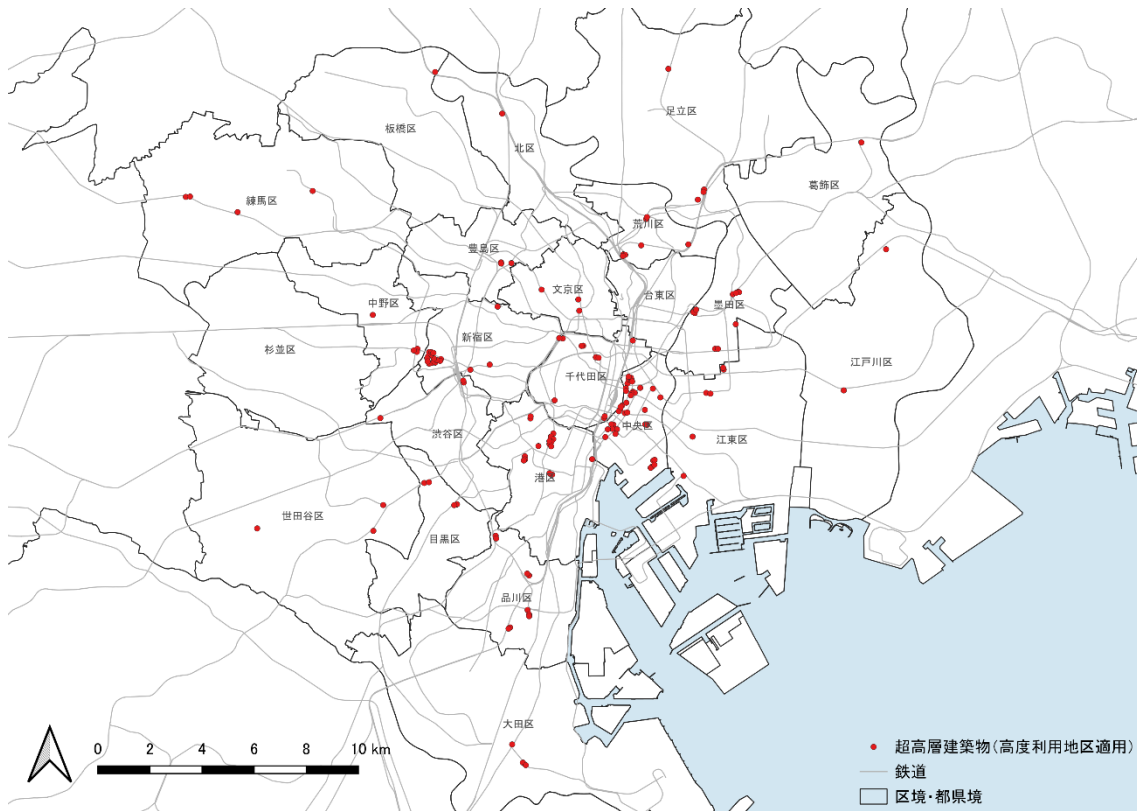 足立区
板橋区
北区
葛飾区
練馬区
荒川区
豊島区
文京区
台東区
中野区
墨田区
新宿区
杉並区
江戸川区
千代田区
中央区
渋谷区
江東区
港区
世田谷区
目黒区
品川区
大田区
0 2 4 6 8 10 km
超高層建築物(高度利用地区適用)
鉄道
区境・都県境